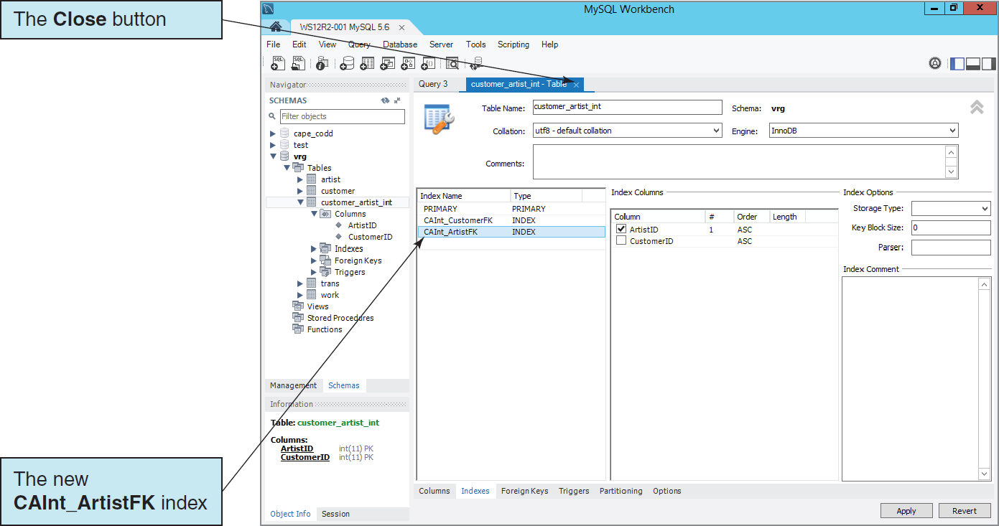 The Close button
MySQL Workbench
WS12R2-001 MySQL 5.6
File Edit View Query Database Server Tools Scripting Help
SQL SQL
Navigator
SCHEMAS
Filter objects
cape_codd
test
vrg
Tables
artist
customer
customer_artist_int
Columns
ArtistID
CustomerID
Indexes
Foreign Keys
Triggers
trans
work
Views
Stored Procedures
Functions
Management Schemas
Information
Table: customer_artist_int
Columns:
ArtistID int(11) PK
CustomerID int(11) PK
Object Info Session
Query 3 customer_artist_int - Table
Table Name: customer_artist_int Schema: vrg
Collation: utf8 - default collation Engine: InnoDB
Comments:
Index Name Type
PRIMARY PRIMARY
CAInt_CustomerFK INDEX
CAInt_ArtistFK INDEX
Index Columns
Column # Order Length
ArtistID 1 ASC
CustomerID ASC
Index Options
Storage Type:
Key Block Size: 0
Parser:
Index Comment
Columns Indexes Foreign Keys Triggers Partitioning Options
Apply Revert
The new
CAInt_ArtistFK index